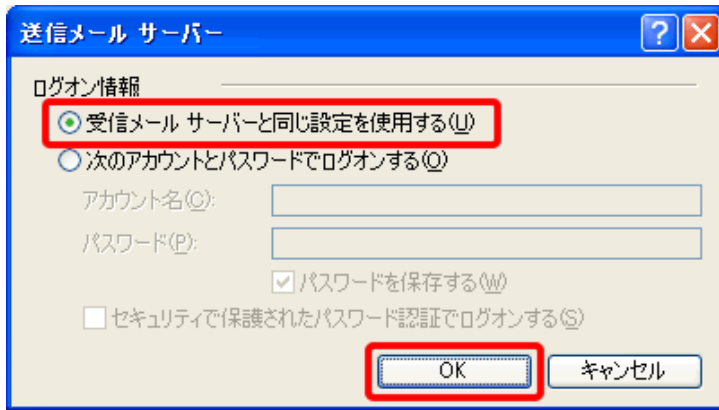 送信メール サーバー
ログオン情報
受信メール サーバーと同じ設定を使用する(U)
次のアカウントとパスワードでログオンする(O)
アカウント名(C):
パスワード(P):
パスワードを保存する(W)
セキュリティで保護されたパスワード認証でログオンする(S)
OK キャンセル